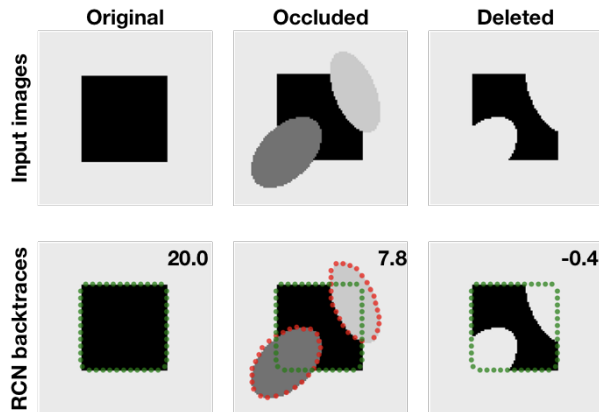 Original Occluded Deleted
Input images
RCN backtraces
20.0 7.8 -0.4